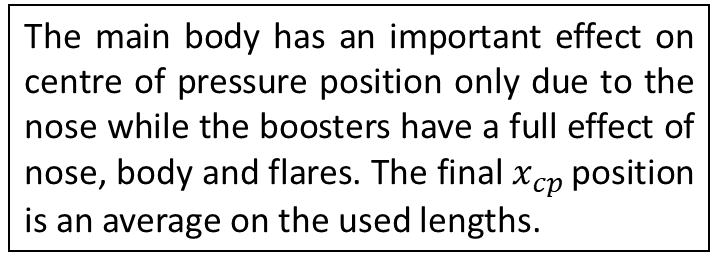 The main body has an important effect on
centre of pressure position only due to the
nose while the boosters have a full effect of
nose, body and flares. The final x_{cp} position
is an average on the used lengths.